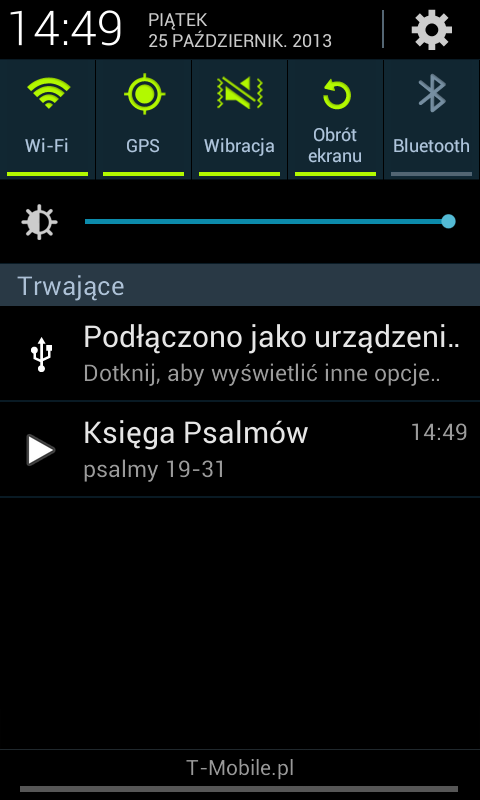 14:49
PIĄTEK
25 PAŹDZIERNIK. 2013
Wi-Fi
GPS
Wibracja
Obrót
ekranu
Bluetooth
Trwające
Podłączono jako urządzeni..
Dotknij, aby wyświetlić inne opcje..
Księga Psalmów 14:49
psalmy 19-31
T-Mobile.pl